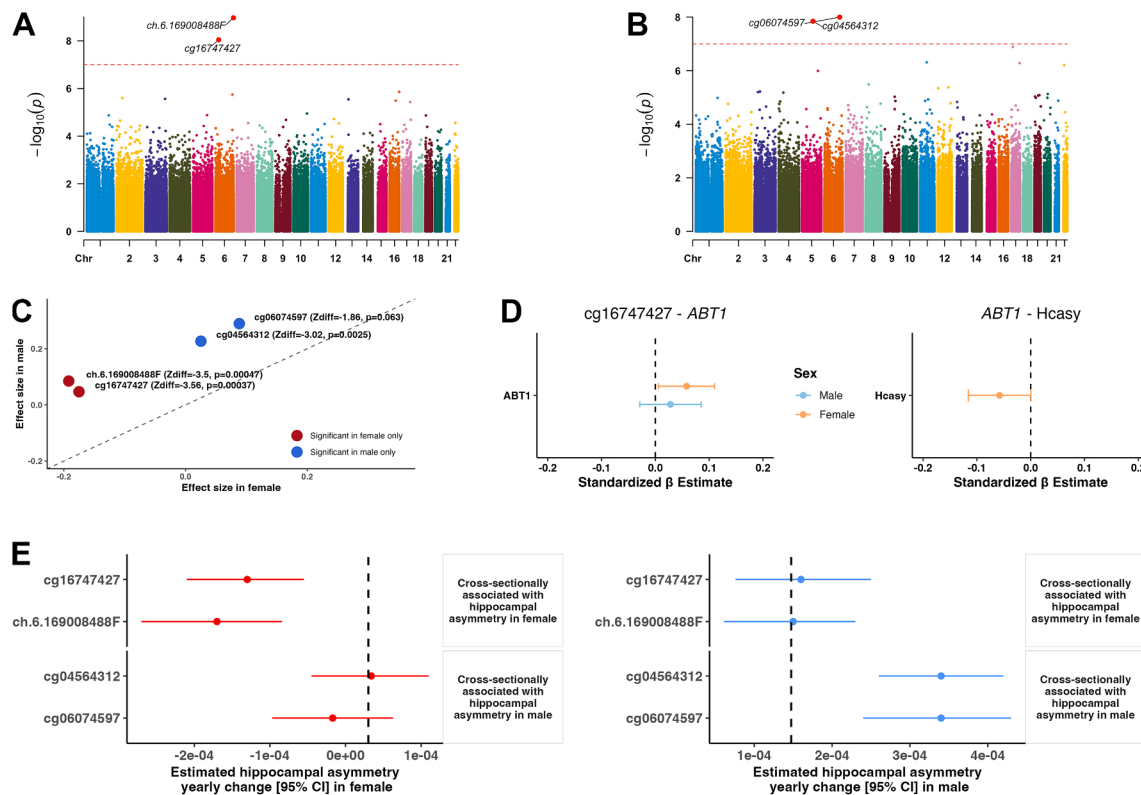 A
ch.6.169008488F
cg16747427
8
6
4
2
0
−log10(p)
Chr 2 3 4 5 6 7 8 9 10 12 14 16 18 21
B
8
cg06074597
cg04564312
6
4
2
0
−log10(p)
Chr 2 3 4 5 6 7 8 9 10 12 14 16 18 21
C
cg06074597 (Zdiff=-1.86, p=0.063)
cg04564312 (Zdiff=-3.02, p=0.0025)
ch.6.169008488F (Zdiff=-3.5, p=0.00047)
cg16747427 (Zdiff=-3.56, p=0.00037)
Effect size in male
0.2
0.0
-0.2
Significant in female only
Significant in male only
-0.2 0.0 0.2
Effect size in female
D
cg16747427 - ABT1
ABT1
-0.2 -0.1 0.0 0.1 0.2
Standardized β Estimate
Sex
Male
Female
ABT1 - Hcasy
Hcasy
-0.2 -0.1 0.0 0.1 0.2
Standardized β Estimate
E
cg16747427
ch.6.169008488F
cg04564312
cg06074597
Cross-sectionally
associated with
hippocampal
asymmetry in female
Cross-sectionally
associated with
hippocampal
asymmetry in male
-2e-04 -1e-04 0e+00 1e-04
Estimated hippocampal asymmetry
yearly change [95% CI] in female
cg16747427
ch.6.169008488F
cg04564312
cg06074597
Cross-sectionally
associated with
hippocampal
asymmetry in female
Cross-sectionally
associated with
hippocampal
asymmetry in male
1e-04 2e-04 3e-04 4e-04
Estimated hippocampal asymmetry
yearly change [95% CI] in male